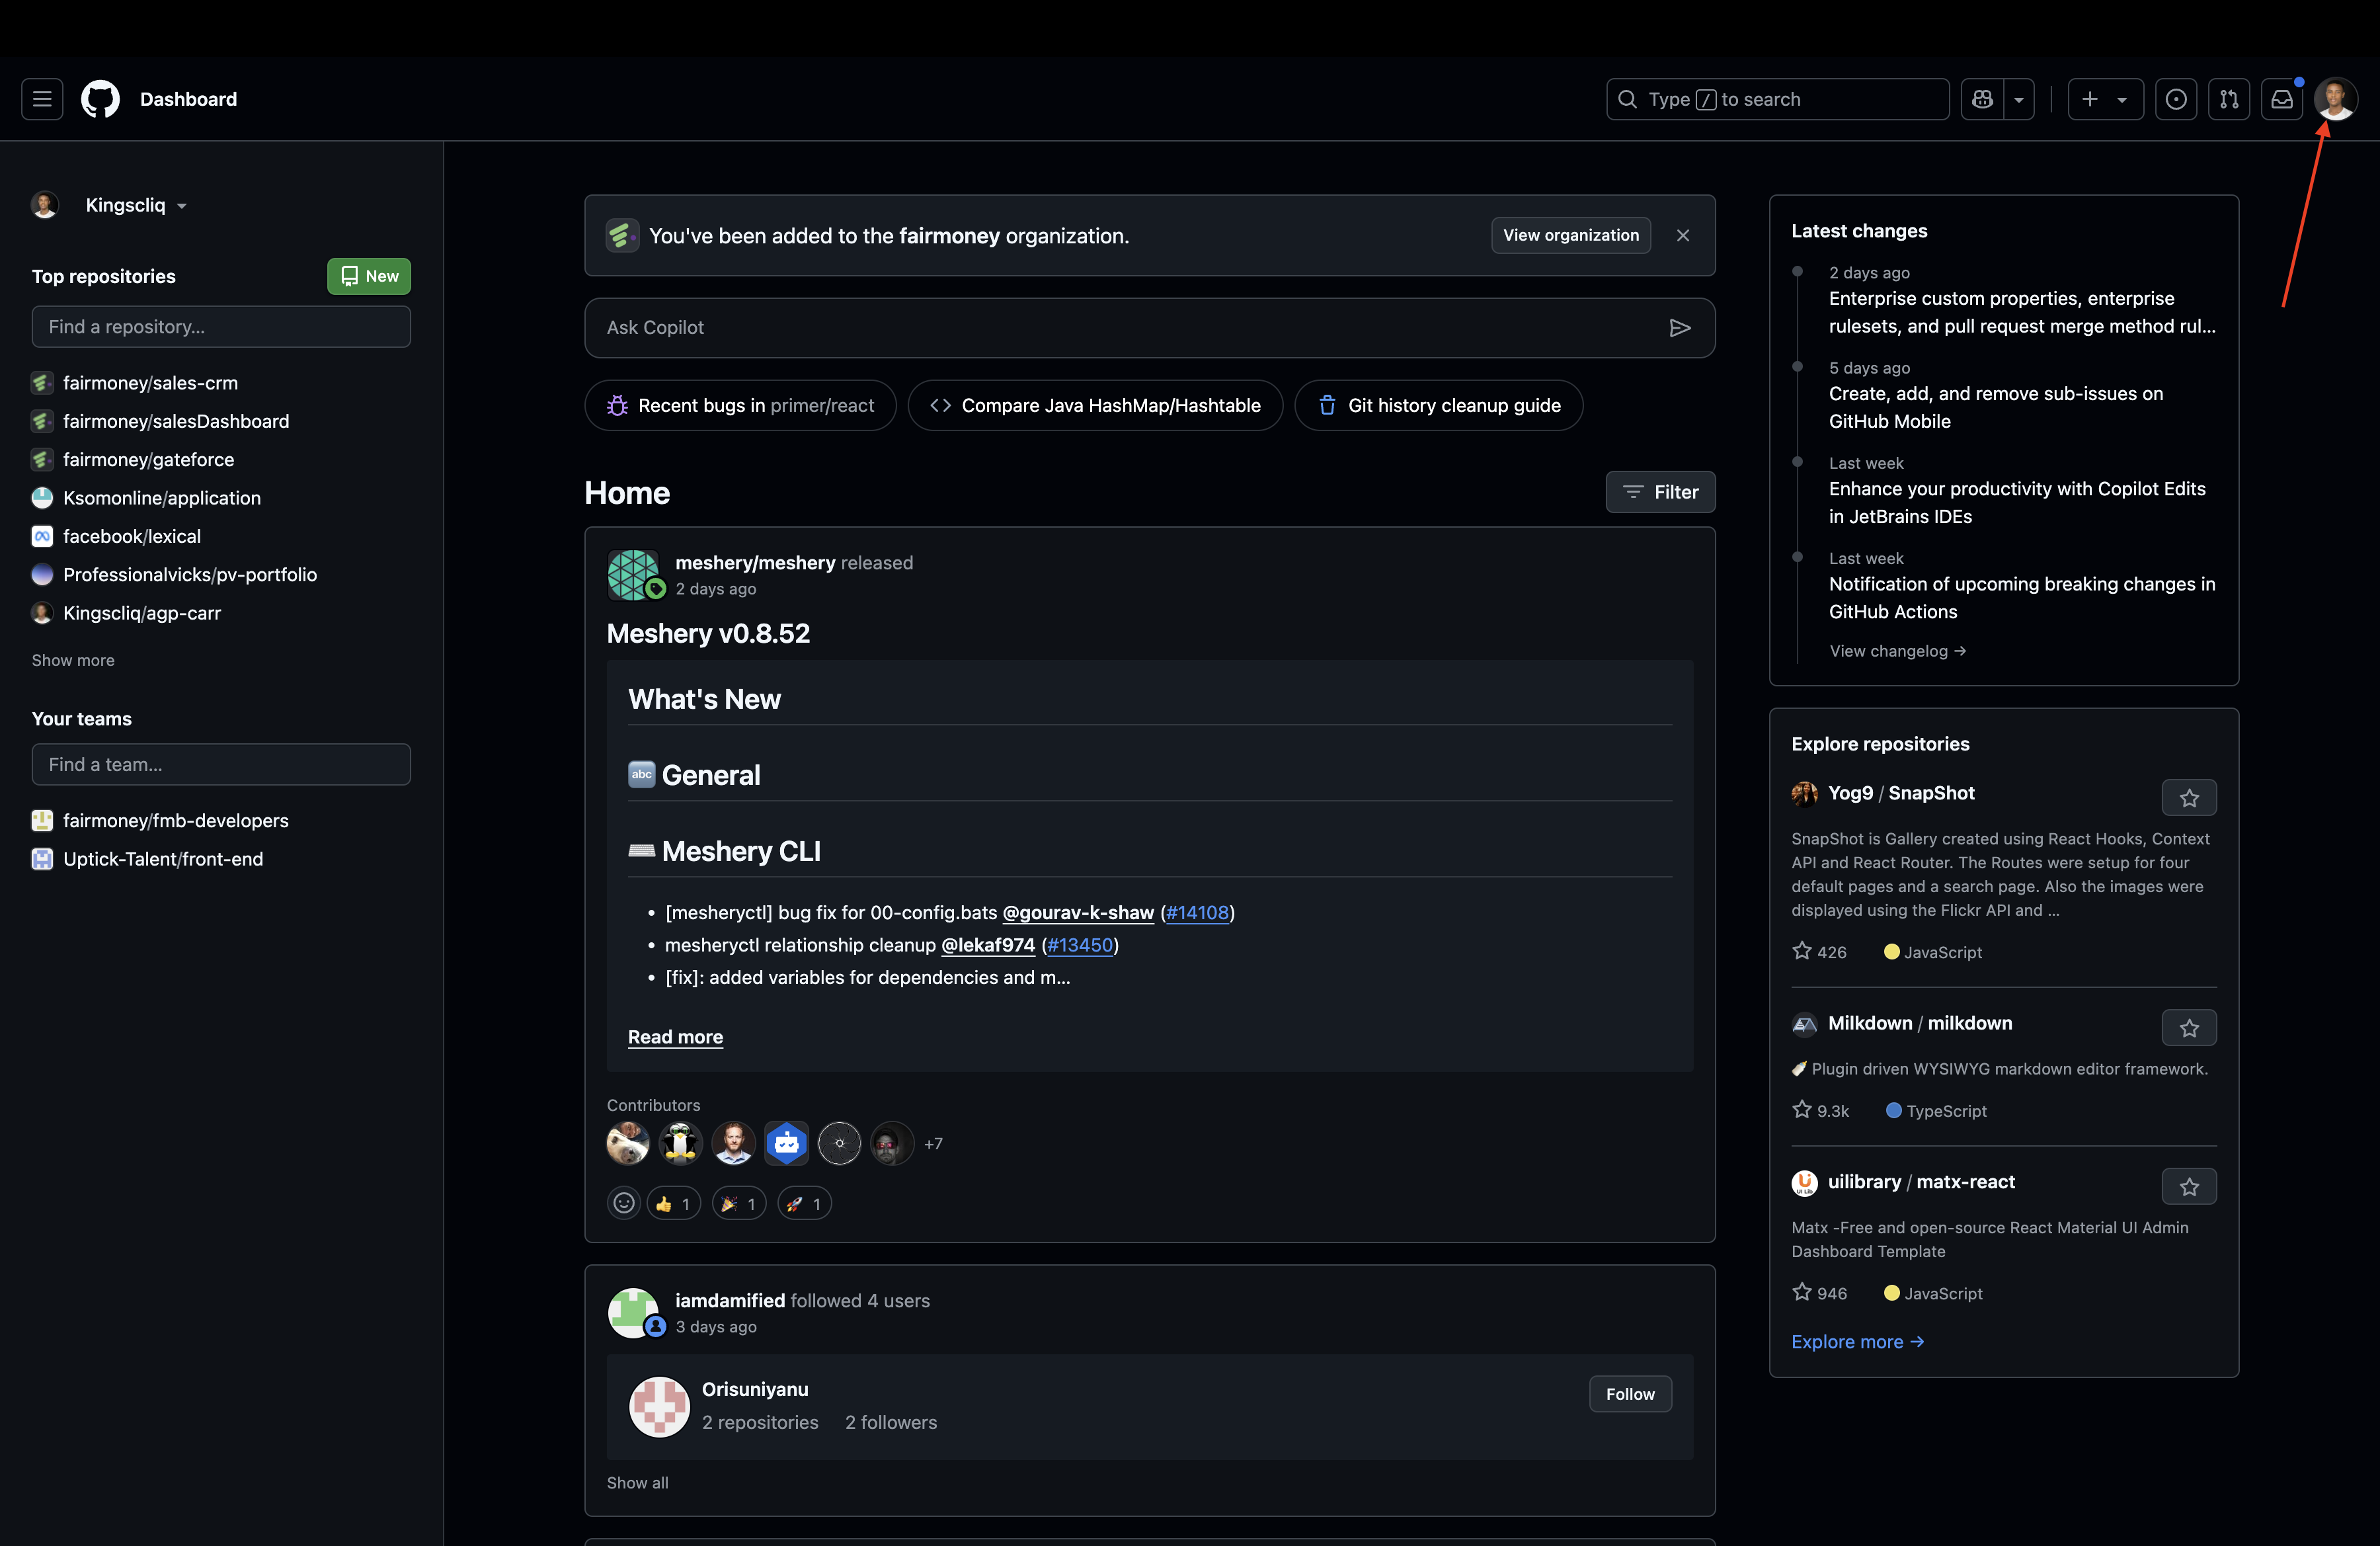 Dashboard
Type / to search
Kingscliq
Top repositories
New
Find a repository...
fairmoney/sales-crm
fairmoney/salesDashboard
fairmoney/gateforce
Ksomonline/application
facebook/lexical
Professionalvicks/pv-portfolio
Kingscliq/agp-carr
Show more
Your teams
Find a team...
fairmoney/fmb-developers
Uptick-Talent/front-end
You've been added to the fairmoney organization.
View organization
Ask Copilot
Recent bugs in primer/react
Compare Java HashMap/Hashtable
Git history cleanup guide
Home
Filter
meshery/meshery released
2 days ago
Meshery v0.8.52
What's New
abc General
Meshery CLI
• [mesheryctl] bug fix for 00-config.bats @gourav-k-shaw (#14108)
• mesheryctl relationship cleanup @lekaf974 (#13450)
• [fix]: added variables for dependencies and m...
Read more
Contributors
+7
👍 1
🎉 1
🚀 1
iamdamified followed 4 users
3 days ago
Orisuniyanu
2 repositories 2 followers
Follow
Show all
Latest changes
2 days ago
Enterprise custom properties, enterprise
rulesets, and pull request merge method rul...
5 days ago
Create, add, and remove sub-issues on
GitHub Mobile
Last week
Enhance your productivity with Copilot Edits
in JetBrains IDEs
Last week
Notification of upcoming breaking changes in
GitHub Actions
View changelog →
Explore repositories
Yog9 / SnapShot
SnapShot is Gallery created using React Hooks, Context
API and React Router. The Routes were setup for four
default pages and a search page. Also the images were
displayed using the Flickr API and ...
426 JavaScript
Milkdown / milkdown
🍼 Plugin driven WYSIWYG markdown editor framework.
9.3k TypeScript
UI Lib
uilibrary / matx-react
Matx -Free and open-source React Material UI Admin
Dashboard Template
946 JavaScript
Explore more →